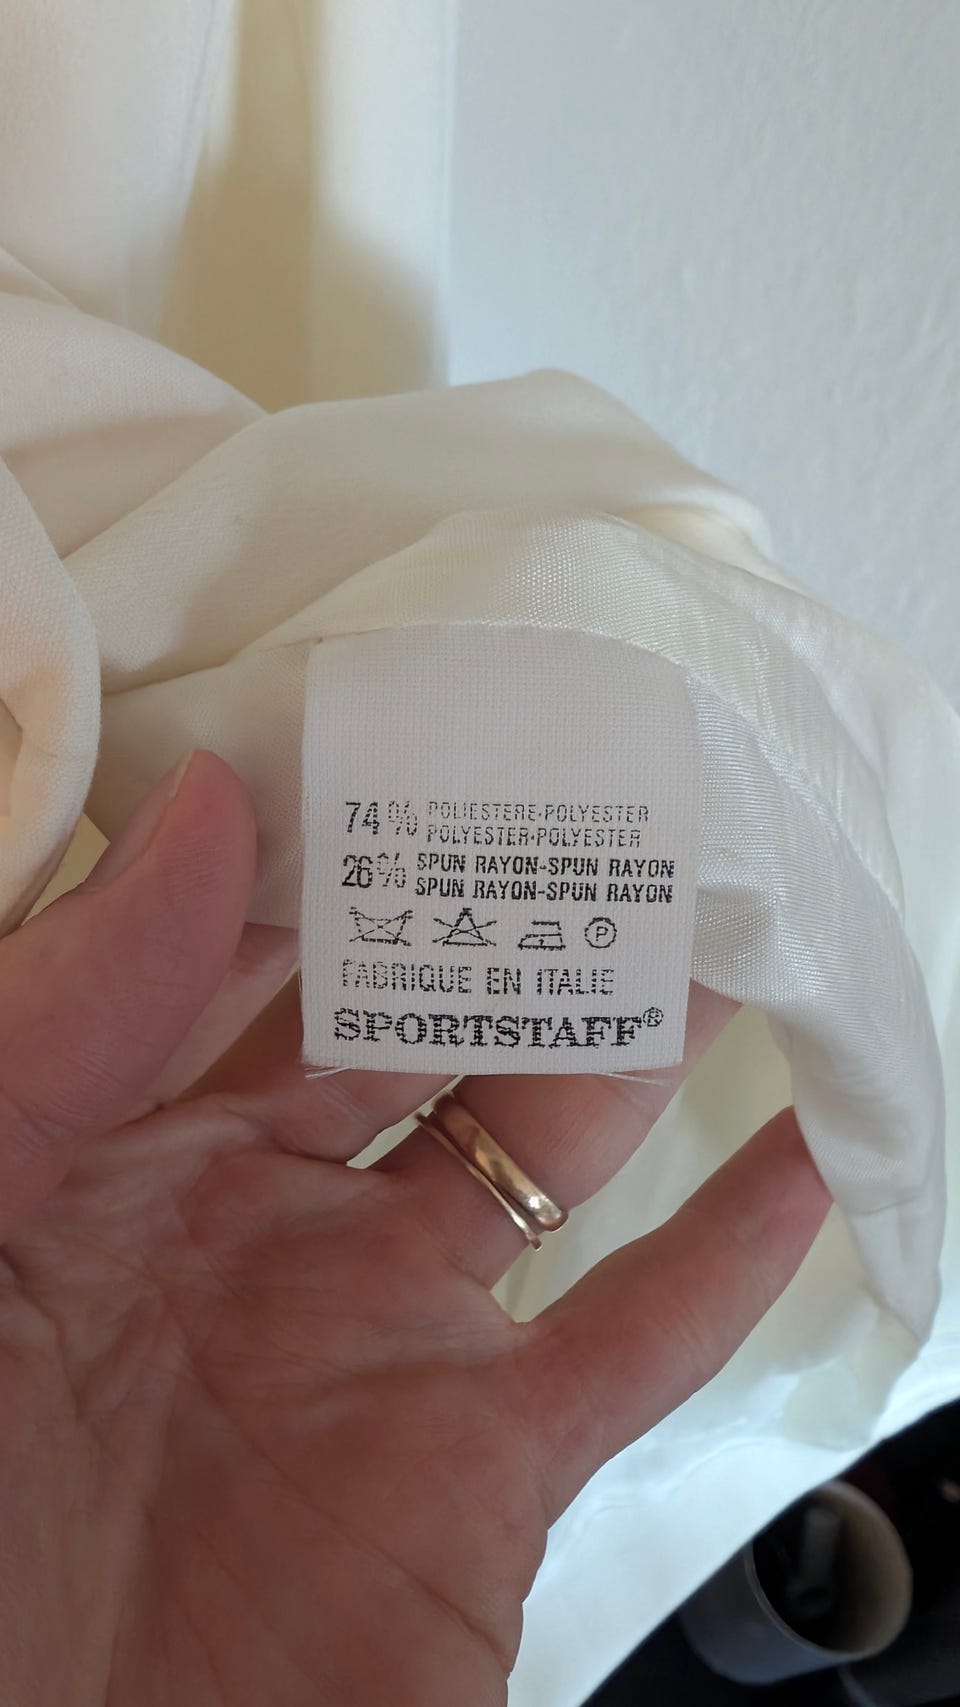 74% POLIESTERE-POLYESTER
POLYESTER-POLYESTER
26% SPUN RAYON-SPUN RAYON
SPUN RAYON-SPUN RAYON
P
FABRIQUE EN ITALIE
SPORTSTAFF®